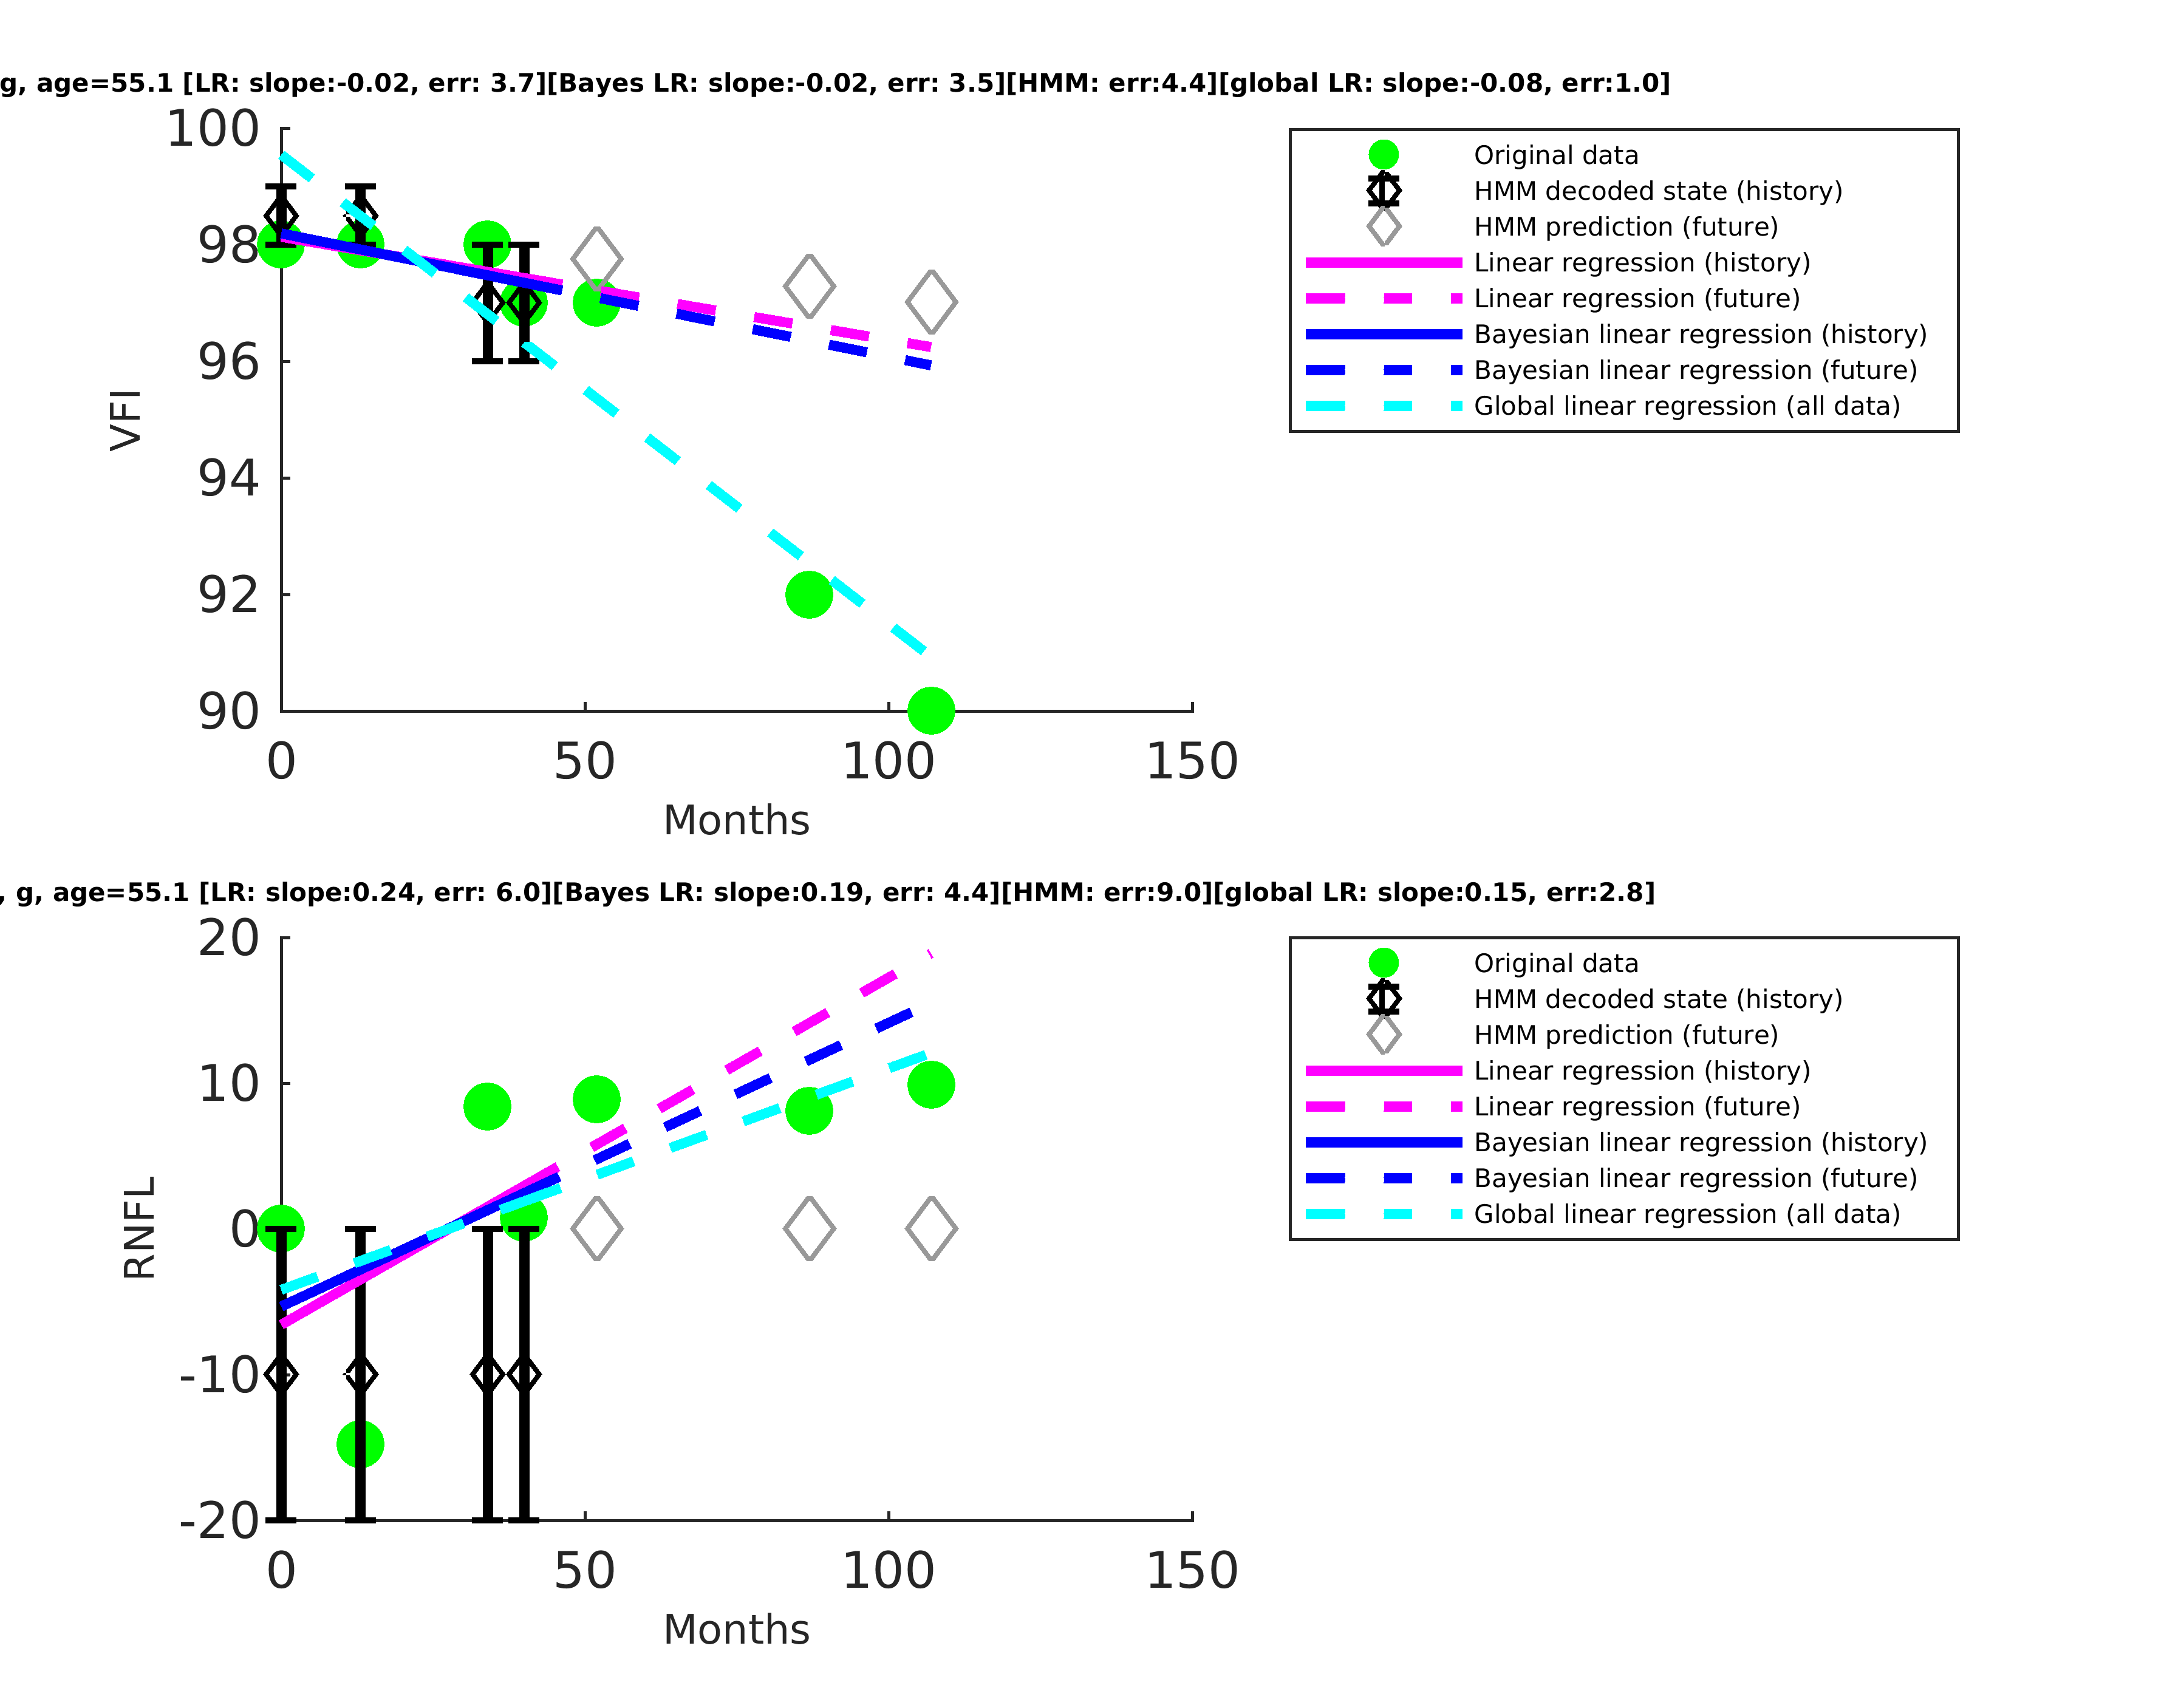 g, age=55.1 [LR: slope:-0.02, err: 3.7][Bayes LR: slope:-0.02, err: 3.5][HMM: err:4.4][global LR: slope:-0.08, err:1.0]
100
98
96
94
92
90
VFI
0 50 100 150
Months
Original data
HMM decoded state (history)
HMM prediction (future)
Linear regression (history)
Linear regression (future)
Bayesian linear regression (history)
Bayesian linear regression (future)
Global linear regression (all data)
, g, age=55.1 [LR: slope:0.24, err: 6.0][Bayes LR: slope:0.19, err: 4.4][HMM: err:9.0][global LR: slope:0.15, err:2.8]
20
10
0
-10
-20
RNFL
0 50 100 150
Months
Original data
HMM decoded state (history)
HMM prediction (future)
Linear regression (history)
Linear regression (future)
Bayesian linear regression (history)
Bayesian linear regression (future)
Global linear regression (all data)